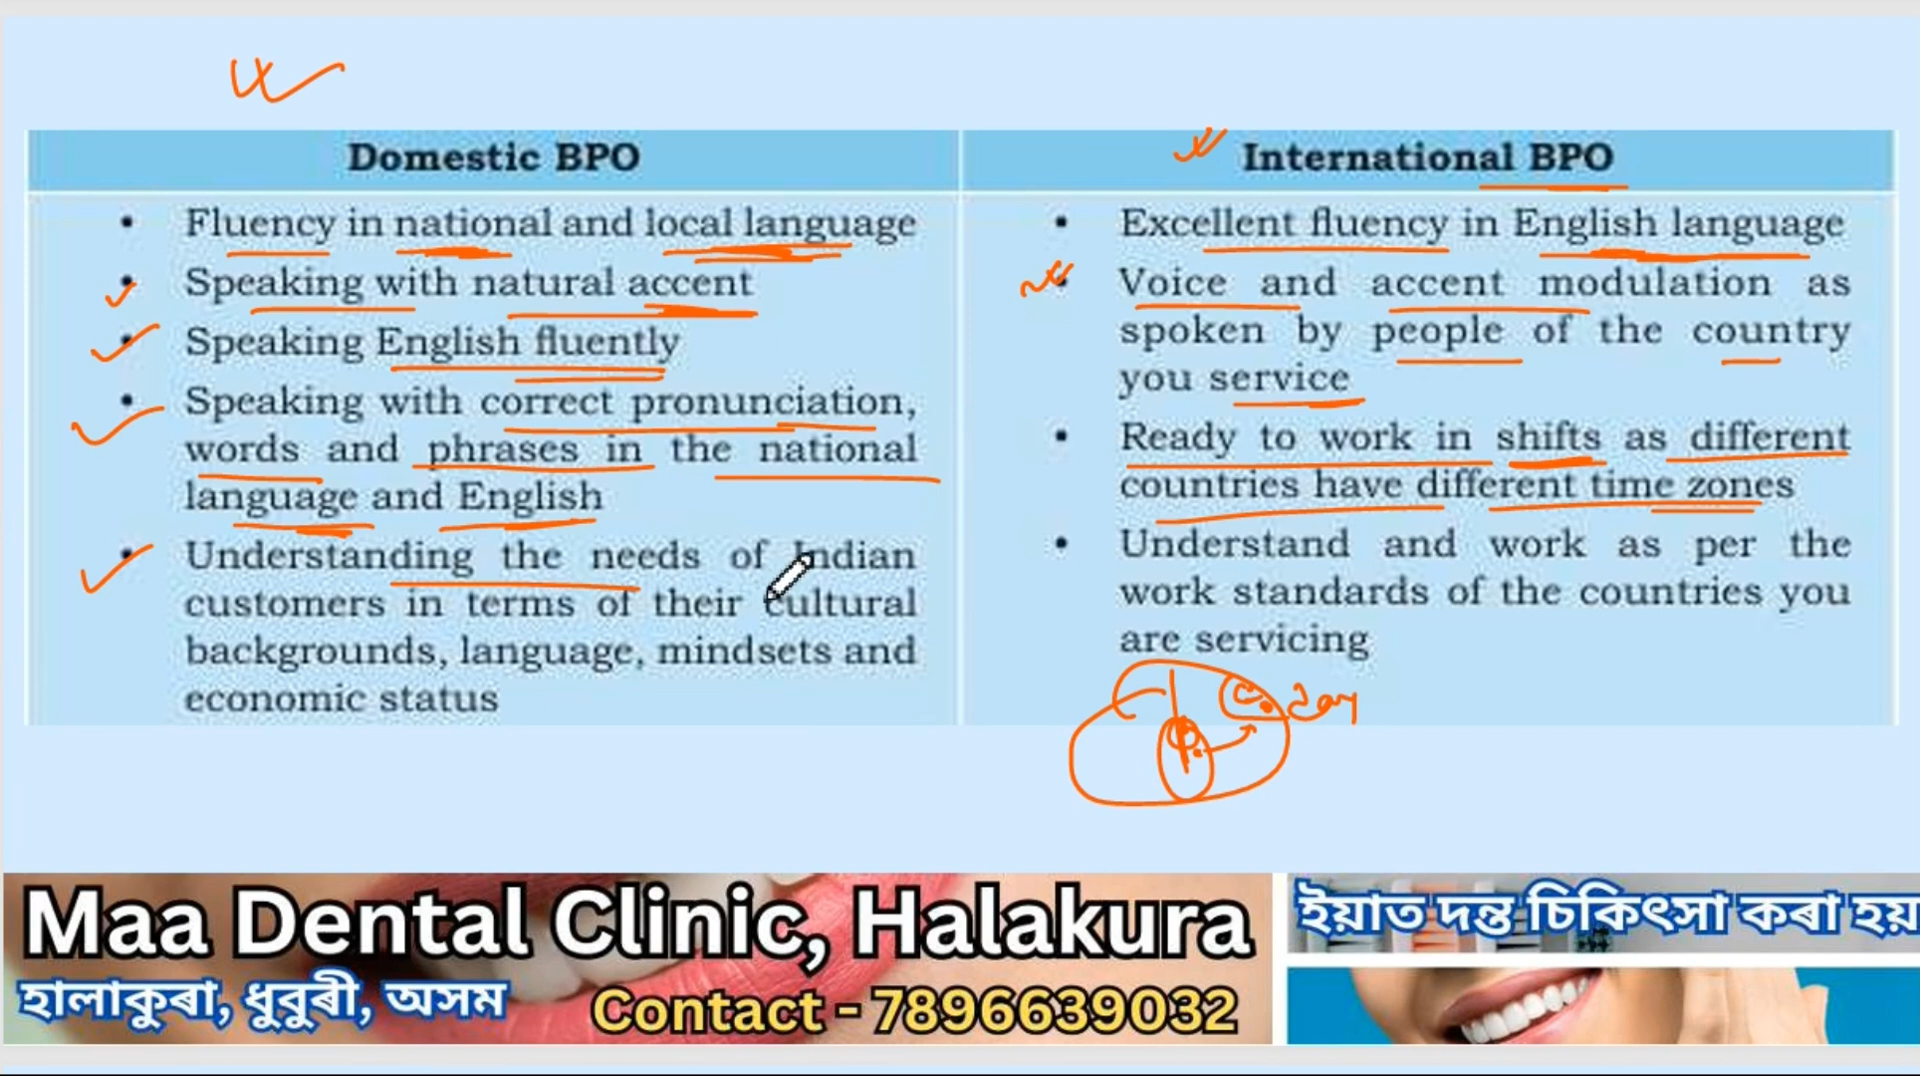 Domestic BPO
International BPO
• Fluency in national and local language
• Speaking with natural accent
• Speaking English fluently
• Speaking with correct pronunciation,
words and phrases in the national
language and English
• Understanding the needs of Indian
customers in terms of their cultural
backgrounds, language, mindsets and
economic status
• Excellent fluency in English language
• Voice and accent modulation as
spoken by people of the country
you service
• Ready to work in shifts as different
countries have different time zones
• Understand and work as per the
work standards of the countries you
are servicing
Maa Dental Clinic, Halakura
হালাকুৰা, ধুবুৰী, অসম
Contact - 7896639032
ইয়াত দন্ত চিকিৎসা কৰা হয়